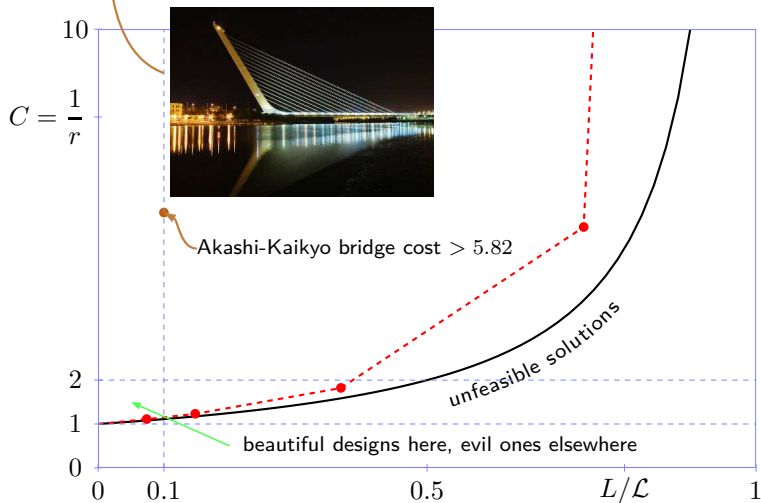 10
C = 1/r
Akashi-Kaikyo bridge cost > 5.82
unfeasible solutions
2
1
beautiful designs here, evil ones elsewhere
0
0 0.1 0.5 L/ℒ 1